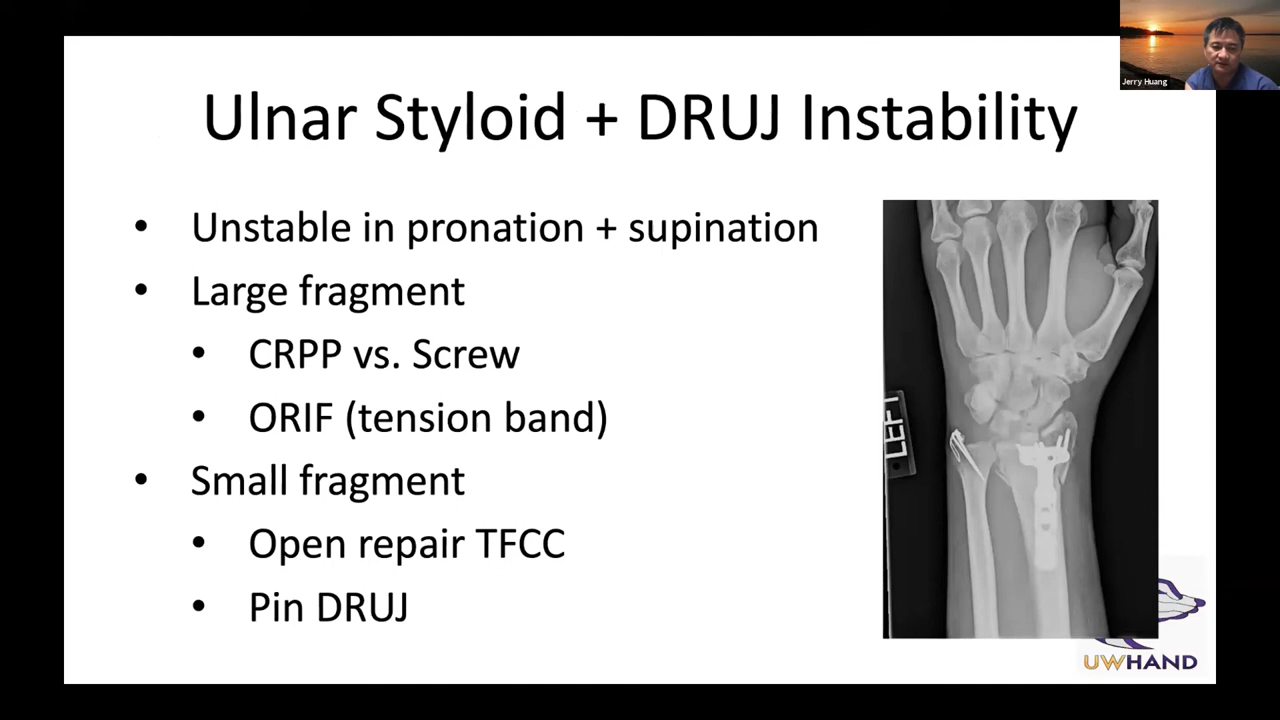 Jerry Huang
Ulnar Styloid + DRUJ Instability
• Unstable in pronation + supination
• Large fragment
• CRPP vs. Screw
• ORIF (tension band)
• Small fragment
• Open repair TFCC
• Pin DRUJ
LEFT
UWHAND